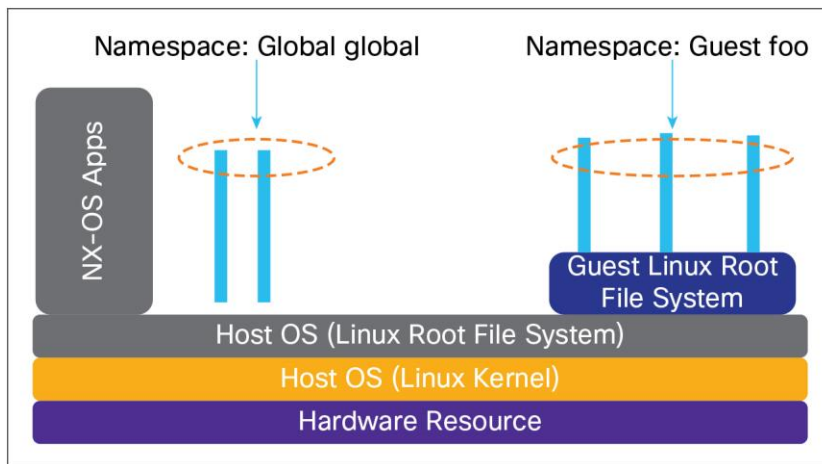 Namespace: Global global
Namespace: Guest foo
NX-OS Apps
Guest Linux Root
File System
Host OS (Linux Root File System)
Host OS (Linux Kernel)
Hardware Resource